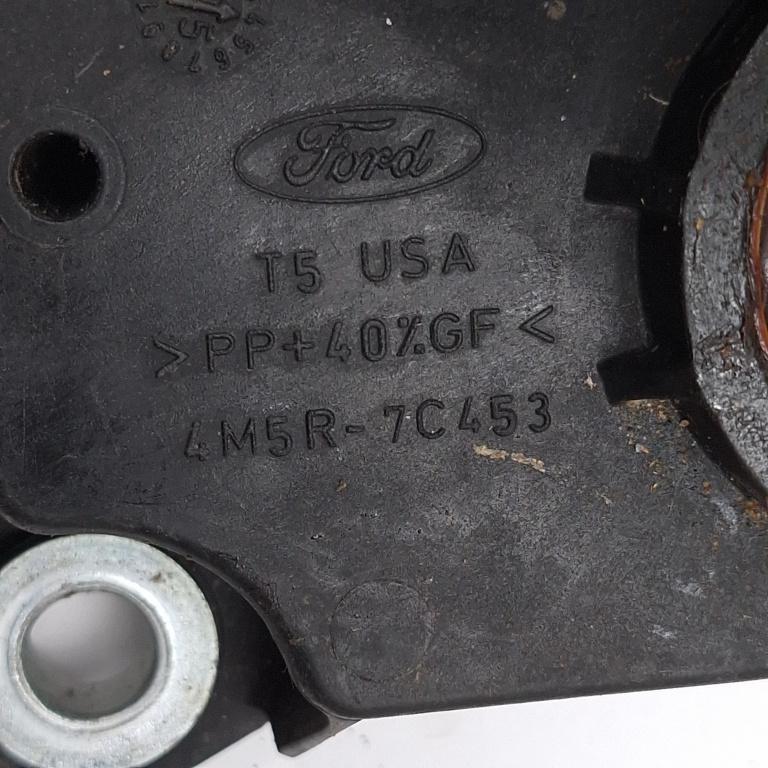 Ford
T5 USA
>PP+40%GF<
4M5R-7C453